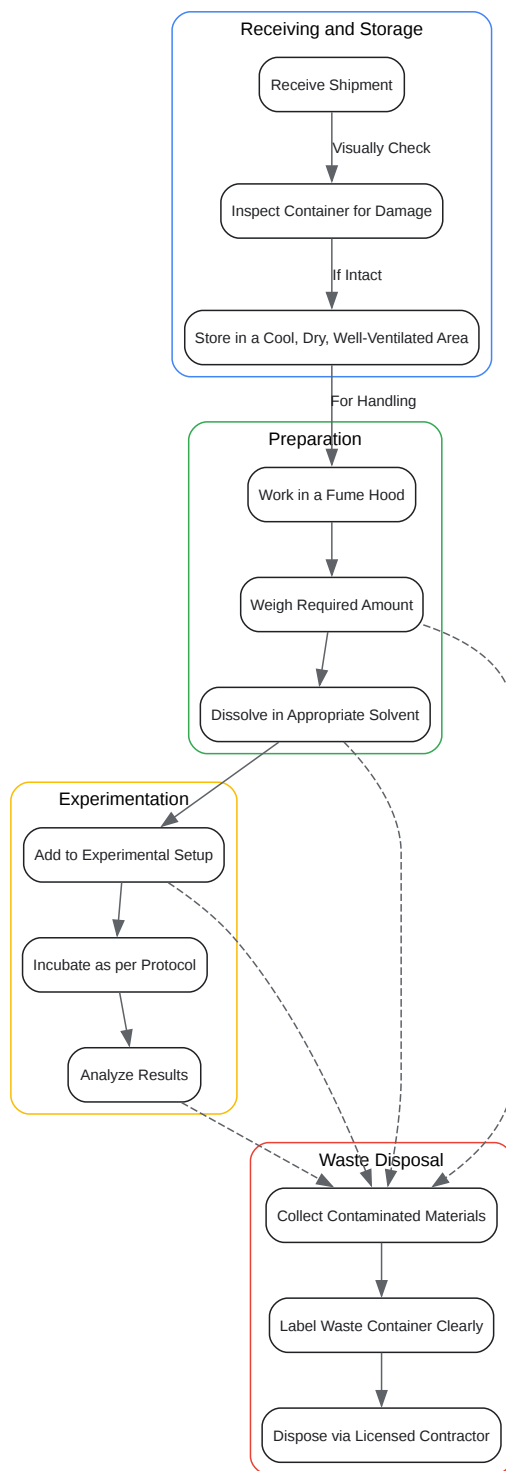 Receiving and Storage
Receive Shipment
Visually Check
Inspect Container for Damage
If Intact
Store in a Cool, Dry, Well-Ventilated Area
For Handling
Preparation
Work in a Fume Hood
Weigh Required Amount
Dissolve in Appropriate Solvent
Experimentation
Add to Experimental Setup
Incubate as per Protocol
Analyze Results
Waste Disposal
Collect Contaminated Materials
Label Waste Container Clearly
Dispose via Licensed Contractor